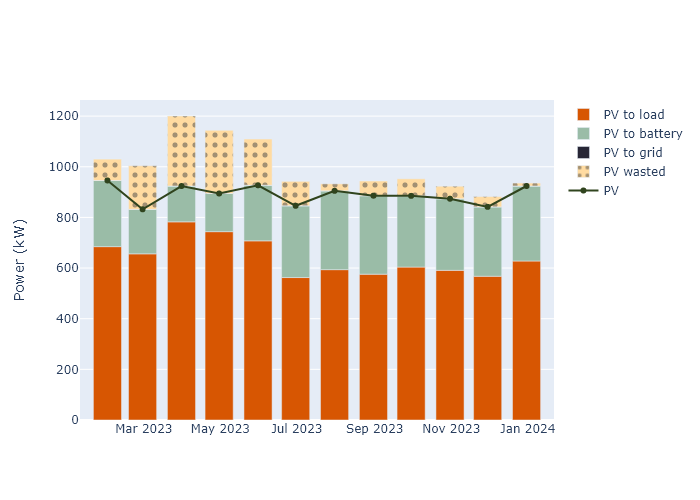 1200
1000
800
600
400
200
0
Power (kW)
Mar 2023
May 2023
Jul 2023
Sep 2023
Nov 2023
Jan 2024
PV to load
PV to battery
PV to grid
PV wasted
PV